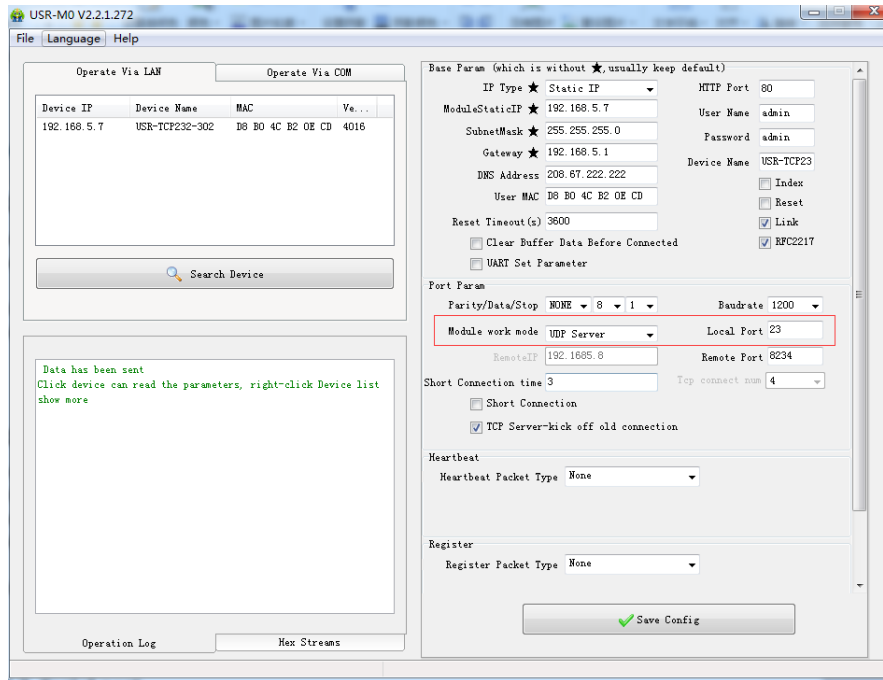 USR-M0 V2.2.1.272
File Language Help
Operate Via LAN Operate Via COM
Device IP Device Name MAC Ve...
192.168.5.7 USR-TCP232-302 D8 B0 4C B2 0E CD 4016
Search Device
Data has been sent
Click device can read the parameters, right-click Device list
show more
Operation Log Hex Streams
Base Param (which is without ★,usually keep default)
IP Type ★ Static IP HTTP Port 80
ModuleStaticIP ★ 192.168.5.7 User Name admin
SubnetMask ★ 255.255.255.0 Password admin
Gateway ★ 192.168.5.1 Device Name USR-TCP23
DNS Address 208.67.222.222 Index
User MAC D8 B0 4C B2 0E CD Reset
Reset Timeout(s) 3600 Link
Clear Buffer Data Before Connected RFC2217
UART Set Parameter
Port Param
Parity/Data/Stop NONE 8 1 Baudrate 1200
Module work mode UDP Server Local Port 23
RemoteIP 192.1685.8 Remote Port 8234
Short Connection time 3 Tcp connect num 4
Short Connection
TCP Server-kick off old connection
Heartbeat
Heartbeat Packet Type None
Register
Register Packet Type None
Save Config